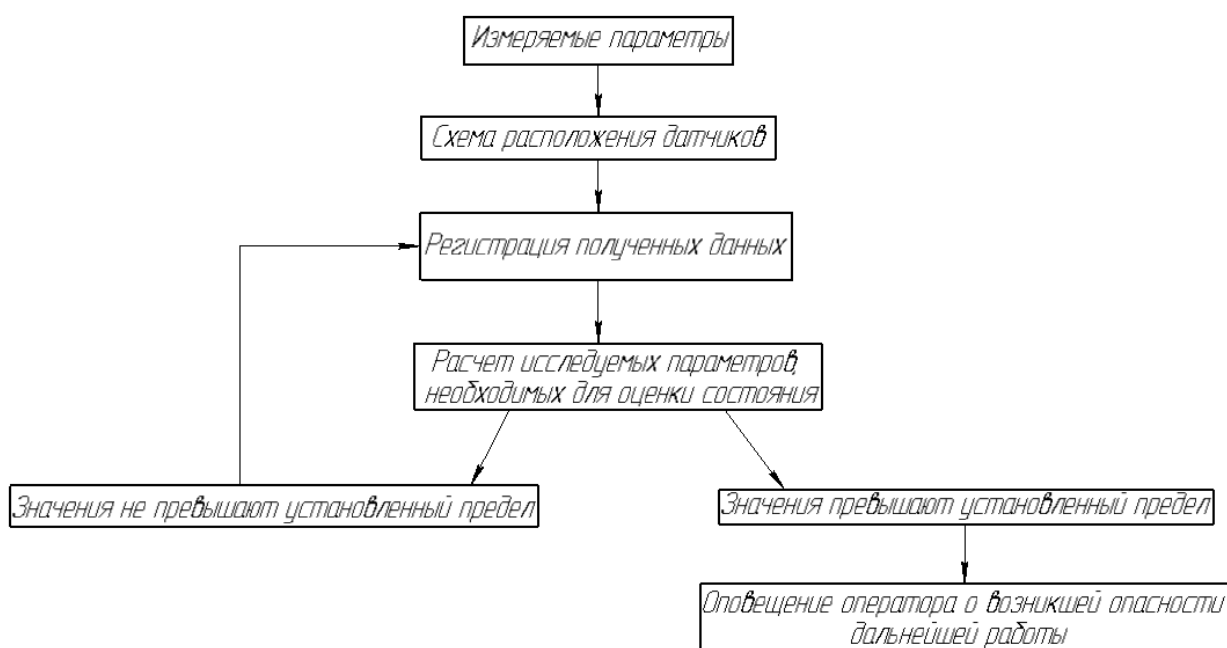 Измеряемые параметры
Схема расположения датчиков
Регистрация полученных данных
Расчет исследуемых параметров,
необходимых для оценки состояния
Значения не превышают установленный предел
Значения превышают установленный предел
Оповещение оператора о возникшей опасности
дальнейшей работы